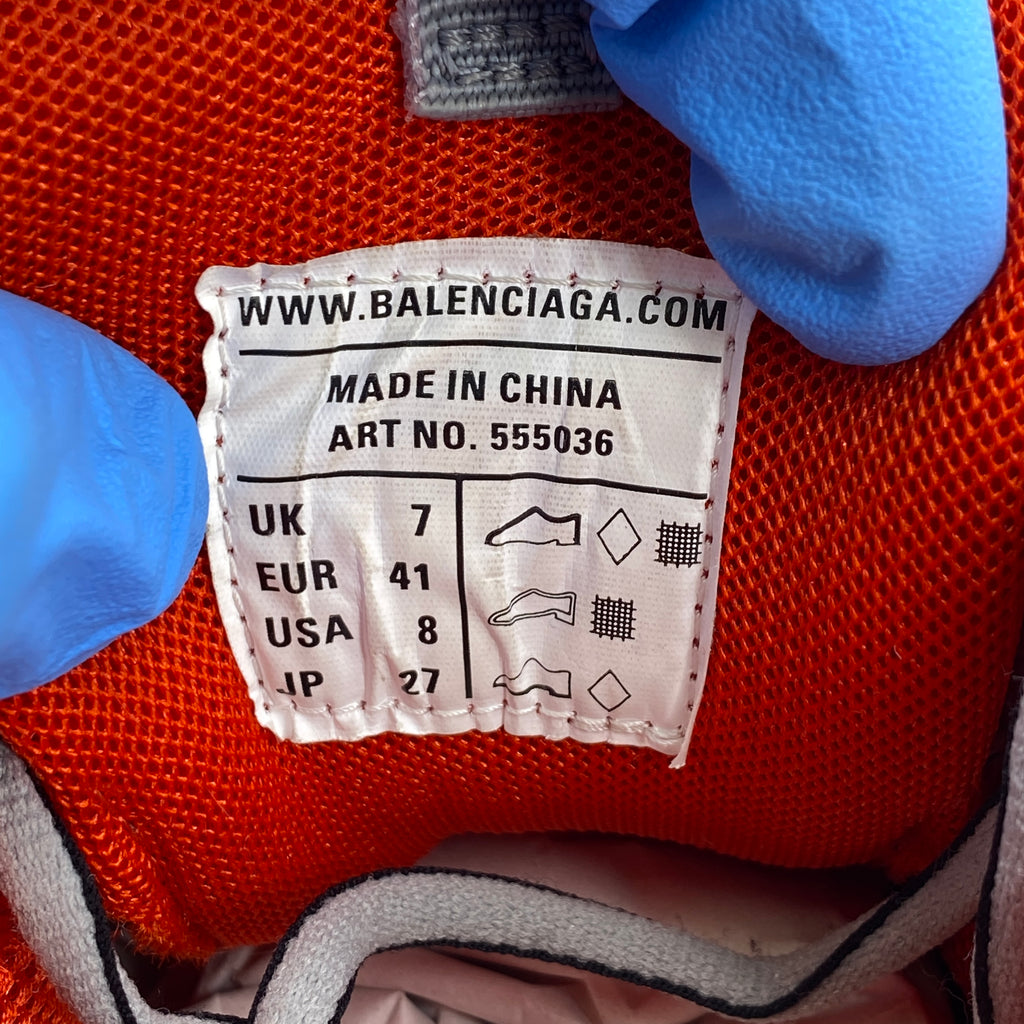 WWW.BALENCIAGA.COM
MADE IN CHINA
ART NO. 555036
UK 7
EUR 41
USA 8
JP 27